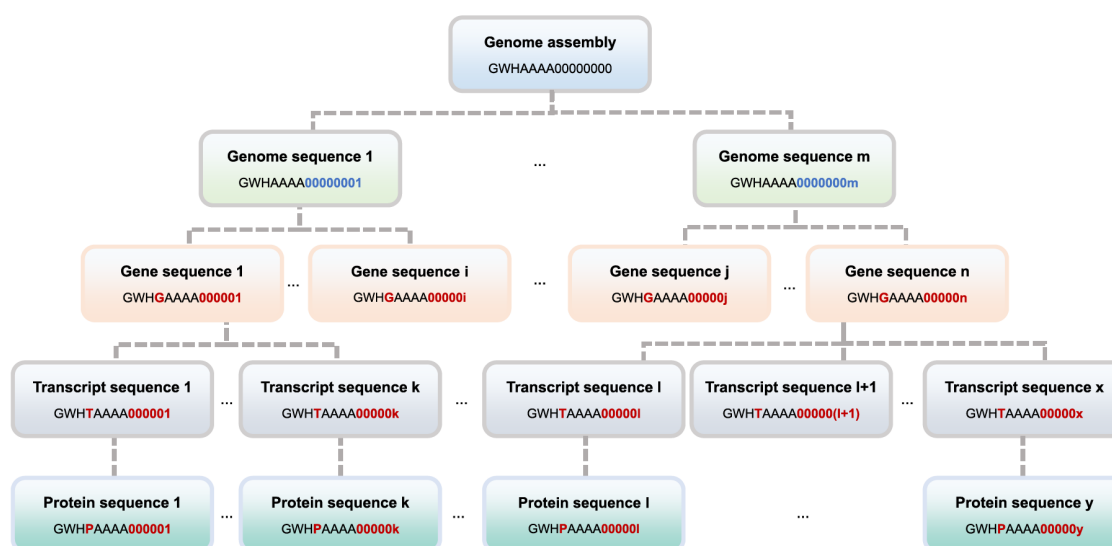 Genome assembly
GWHAAAA00000000
Genome sequence 1
GWHAAAA00000001
...
Genome sequence m
GWHAAAA0000000m
Gene sequence 1
GWHGAAAA000001
...
Gene sequence i
GWHGAAAA00000i
...
Gene sequence j
GWHGAAAA00000j
...
Gene sequence n
GWHGAAAA00000n
Transcript sequence 1
GWHTAAAA000001
...
Transcript sequence k
GWHTAAAA00000k
...
Transcript sequence l
GWHTAAAA00000l
Transcript sequence l+1
GWHTAAAA00000(l+1)
...
Transcript sequence x
GWHTAAAA00000x
Protein sequence 1
GWHPAAAA000001
...
Protein sequence k
GWHPAAAA00000k
...
Protein sequence l
GWHPAAAA00000l
...
Protein sequence y
GWHPAAAA00000y